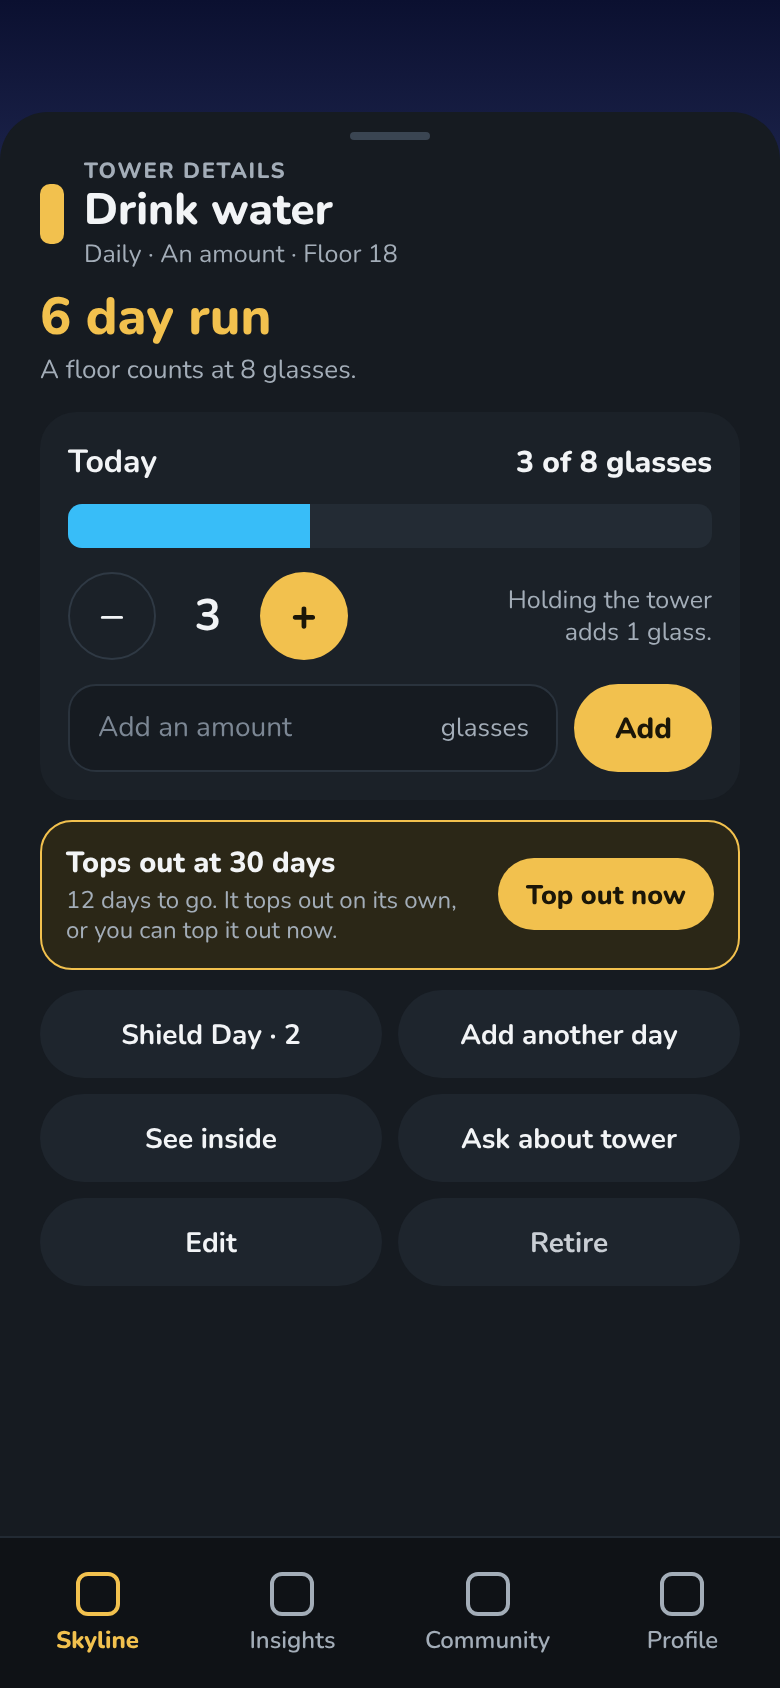 TOWER DETAILS
Drink water
Daily · An amount · Floor 18
6 day run
A floor counts at 8 glasses.
Today
3 of 8 glasses
− 3 +
Holding the tower
adds 1 glass.
Add an amount
glasses
Add
Tops out at 30 days
12 days to go. It tops out on its own,
or you can top it out now.
Top out now
Shield Day · 2
Add another day
See inside
Ask about tower
Edit
Retire
Skyline
Insights
Community
Profile